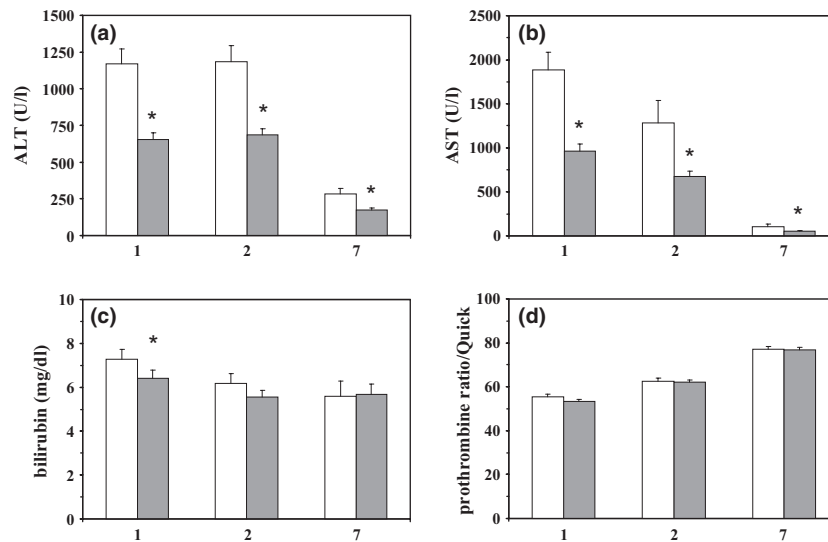 (a)
ALT (U/l)
1500
1250
1000
750
500
250
0
*
*
*
1 2 7
(b)
AST (U/l)
2500
2000
1500
1000
500
0
*
*
*
1 2 7
(c)
bilirubin (mg/dl)
10
8
6
4
2
0
*
1 2 7
(d)
prothrombine ratio/Quick
100
80
60
40
20
0
1 2 7